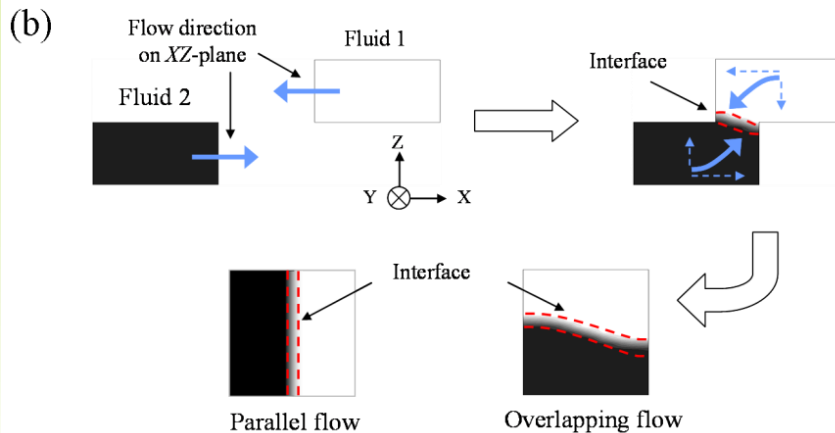 (b)
Flow direction
on XZ-plane
Fluid 1
Fluid 2
Interface
Z
Y
X
Interface
Parallel flow
Overlapping flow